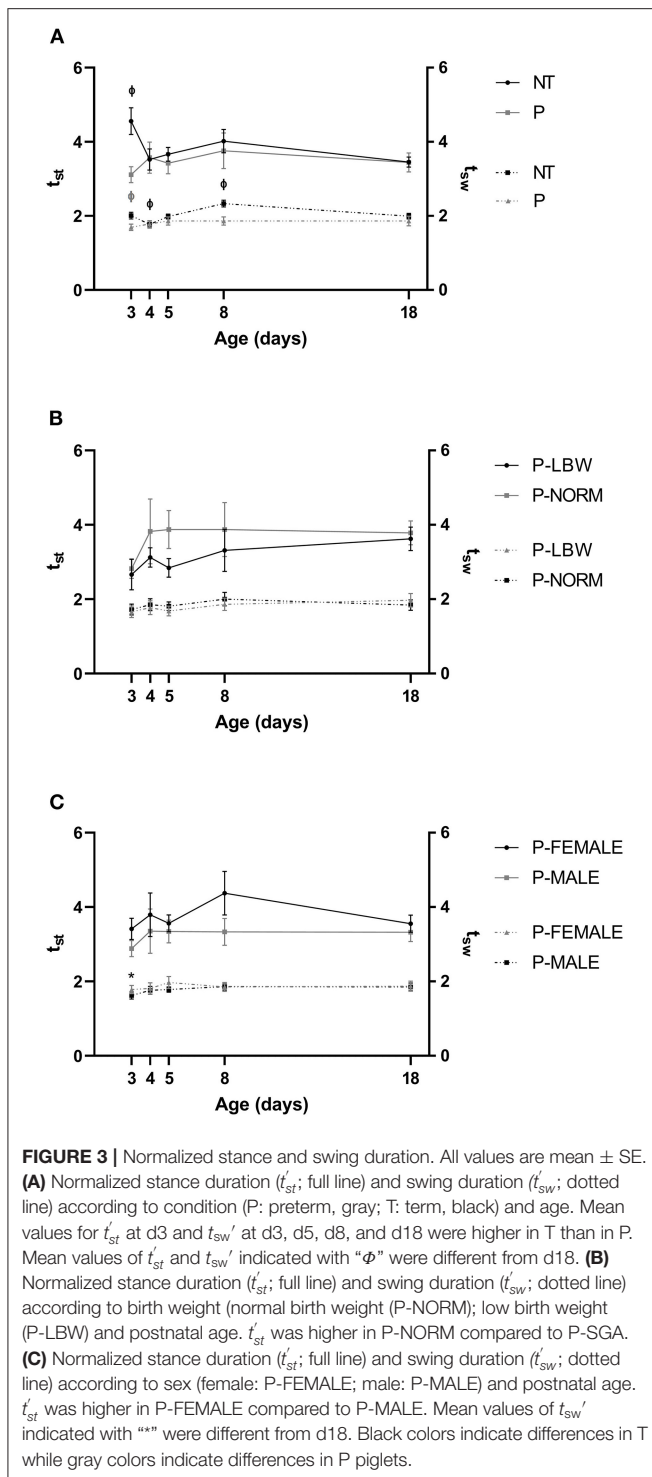 A
6
4
2
0
t_st
6
4
2
0
t_sw
ϕ
ϕ
ϕ
ϕ
3 4 5 8 18
Age (days)
NT
P
NT
P
B
6
4
2
0
t_st
6
4
2
0
t_sw
3 4 5 8 18
Age (days)
P-LBW
P-NORM
P-LBW
P-NORM
C
6
4
2
0
t_st
6
4
2
0
t_sw
*
3 4 5 8 18
Age (days)
P-FEMALE
P-MALE
P-FEMALE
P-MALE
FIGURE 3 | Normalized stance and swing duration. All values are mean ± SE.
(A) Normalized stance duration (t′st; full line) and swing duration (t′sw; dotted
line) according to condition (P: preterm, gray; T: term, black) and age. Mean
values for t′st at d3 and tsw′ at d3, d5, d8, and d18 were higher in T than in P.
Mean values of t′st and tsw′ indicated with “Φ” were different from d18. (B)
Normalized stance duration (t′st; full line) and swing duration (t′sw; dotted line)
according to birth weight (normal birth weight (P-NORM); low birth weight
(P-LBW) and postnatal age. t′st was higher in P-NORM compared to P-SGA.
(C) Normalized stance duration (t′st; full line) and swing duration (t′sw; dotted
line) according to sex (female: P-FEMALE; male: P-MALE) and postnatal age.
t′st was higher in P-FEMALE compared to P-MALE. Mean values of tsw′
indicated with “*” were different from d18. Black colors indicate differences in T
while gray colors indicate differences in P piglets.